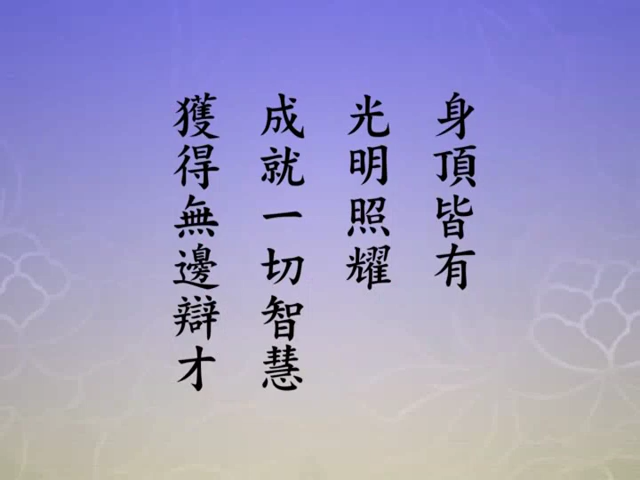 身頂皆有
光明照耀
成就一切智慧
獲得無邊辯才